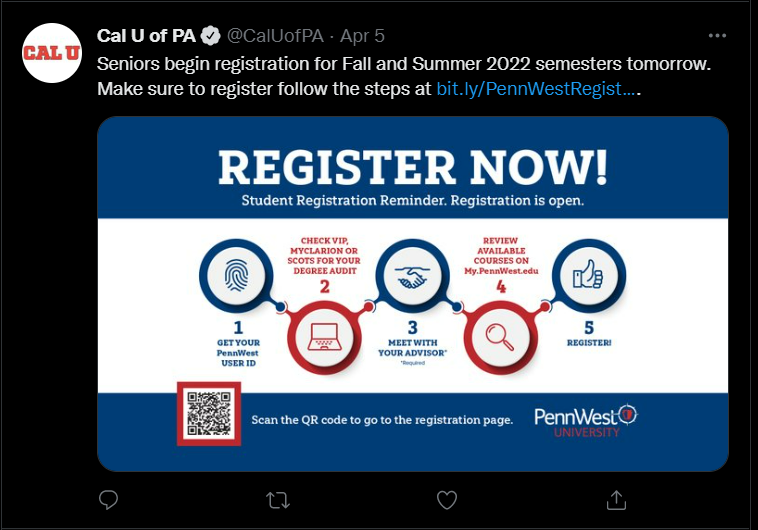 CAL U
Cal U of PA @CalUofPA · Apr 5
Seniors begin registration for Fall and Summer 2022 semesters tomorrow.
Make sure to register follow the steps at bit.ly/PennWestRegist….
REGISTER NOW!
Student Registration Reminder. Registration is open.
1
GET YOUR
PennWest
USER ID
CHECK VIP,
MYCLARION OR
SCOTS FOR YOUR
DEGREE AUDIT
2
3
MEET WITH
YOUR ADVISOR*
*Required
REVIEW
AVAILABLE
COURSES ON
My.PennWest.edu
4
5
REGISTER!
Scan the QR code to go to the registration page.
PennWest
UNIVERSITY